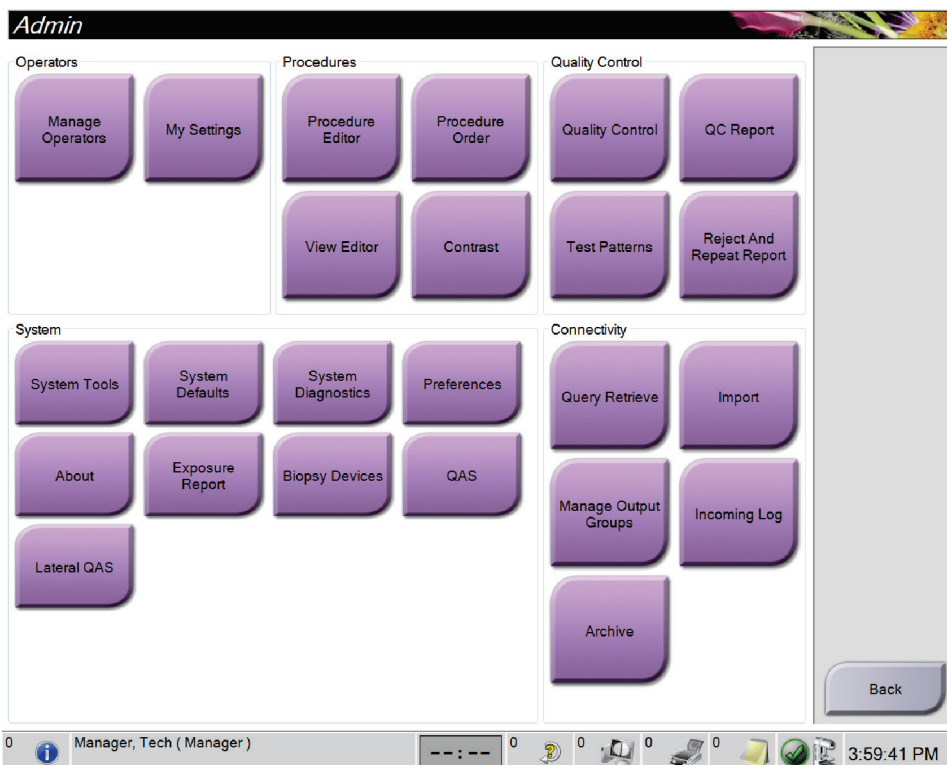 Admin
Operators
Manage
Operators
My Settings
Procedures
Procedure
Editor
Procedure
Order
View Editor
Contrast
Quality Control
Quality Control
QC Report
Test Patterns
Reject And
Repeat Report
System
System Tools
System
Defaults
System
Diagnostics
Preferences
About
Exposure
Report
Biopsy Devices
QAS
Lateral QAS
Connectivity
Query Retrieve
Import
Manage Output
Groups
Incoming Log
Archive
Back
0
Manager, Tech ( Manager )
--:--
0
0
0
0
3:59:41 PM